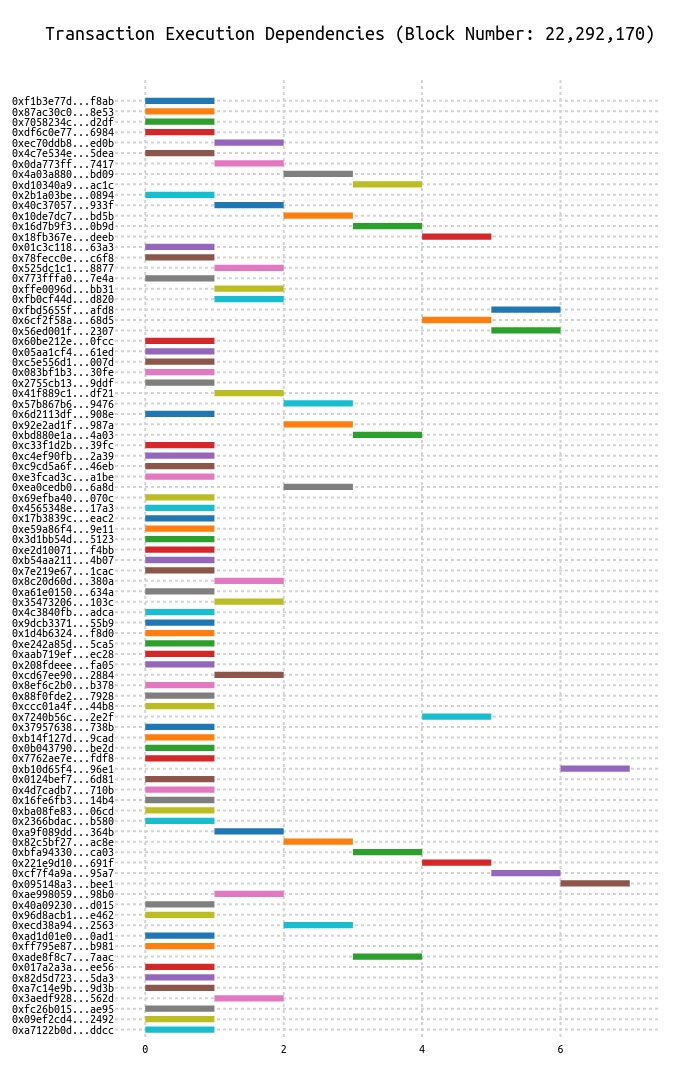 Transaction Execution Dependencies (Block Number: 22,292,170)
0xf1b3e77d...f8ab
0x87ac30c0...8e53
0x7058234c...d2df
0xdf6c0e77...6984
0xec70ddb8...ed0b
0x4c7e534e...5dea
0x0da773ff...7417
0x4a03a880...bd09
0xd10340a9...ac1c
0x2b1a03be...0894
0x40c37057...933f
0x10de7dc7...bd5b
0x16d7b9f3...0b9d
0x18fb367e...deeb
0x01c3c118...63a3
0x78fecc0e...c6f8
0x525dc1c1...8877
0x773fffa0...7e4a
0xffe0096d...bb31
0xfb0cf44d...d820
0xfbd5655f...afd8
0x6cf2f58a...68d5
0x56ed001f...2307
0x60be212e...0fcc
0x05aa1cf4...61ed
0xc5e556d1...007d
0x083bf1b3...30fe
0x2755cb13...9ddf
0x41f889c1...df21
0x57b867b6...9476
0x6d2113df...908e
0x92e2ad1f...987a
0xbd880e1a...4a03
0xc33f1d2b...39fc
0xc4ef90fb...2a39
0xc9cd5a6f...46eb
0xe3fcad3c...a1be
0xea0cedb0...6a8d
0x69efba40...070c
0x4565348e...17a3
0x17b3839c...eac2
0xe59a86f4...9e11
0x3d1bb54d...5123
0xe2d10071...f4bb
0xb54aa211...4b07
0x7e219e67...1cac
0x8c20d60d...380a
0xa61e0150...634a
0x35473206...103c
0x4c3840fb...adca
0x9dcb3371...55b9
0x1d4b6324...f8d0
0xe242a85d...5ca5
0xaab719ef...ec28
0x208fdeee...fa05
0xcd67ee90...2884
0x8ef6c2b0...b378
0x88f0fde2...7928
0xccc01a4f...44b8
0x7240b56c...2e2f
0x37957638...738b
0xb14f127d...9cad
0x0b043790...be2d
0x7762ae7e...fdf8
0xb10d65f4...96e1
0x0124bef7...6d81
0x4d7cadb7...710b
0x16fe6fb3...14b4
0xba08fe83...06cd
0x2366bdac...b580
0xa9f089dd...364b
0x82c5bf27...ac8e
0xbfa94330...ca03
0x221e9d10...691f
0xcf7f4a9a...95a7
0x095148a3...bee1
0xae998059...98b0
0x40a09230...d015
0x96d8acb1...e462
0xecd38a94...2563
0xad1d01e0...0ad1
0xff795e87...b981
0xade8f8c7...7aac
0x017a2a3a...ee56
0x82d5d723...5da3
0xa7c14e9b...9d3b
0x3aedf928...562d
0xfc26b015...ae95
0x09ef2cd4...2492
0xa7122b0d...ddcc
0 2 4 6